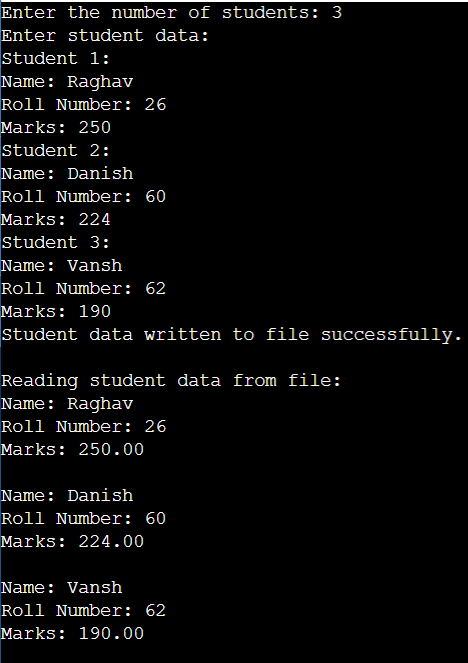 Enter the number of students: 3
Enter student data:
Student 1:
Name: Raghav
Roll Number: 26
Marks: 250
Student 2:
Name: Danish
Roll Number: 60
Marks: 224
Student 3:
Name: Vansh
Roll Number: 62
Marks: 190
Student data written to file successfully.
Reading student data from file:
Name: Raghav
Roll Number: 26
Marks: 250.00
Name: Danish
Roll Number: 60
Marks: 224.00
Name: Vansh
Roll Number: 62
Marks: 190.00